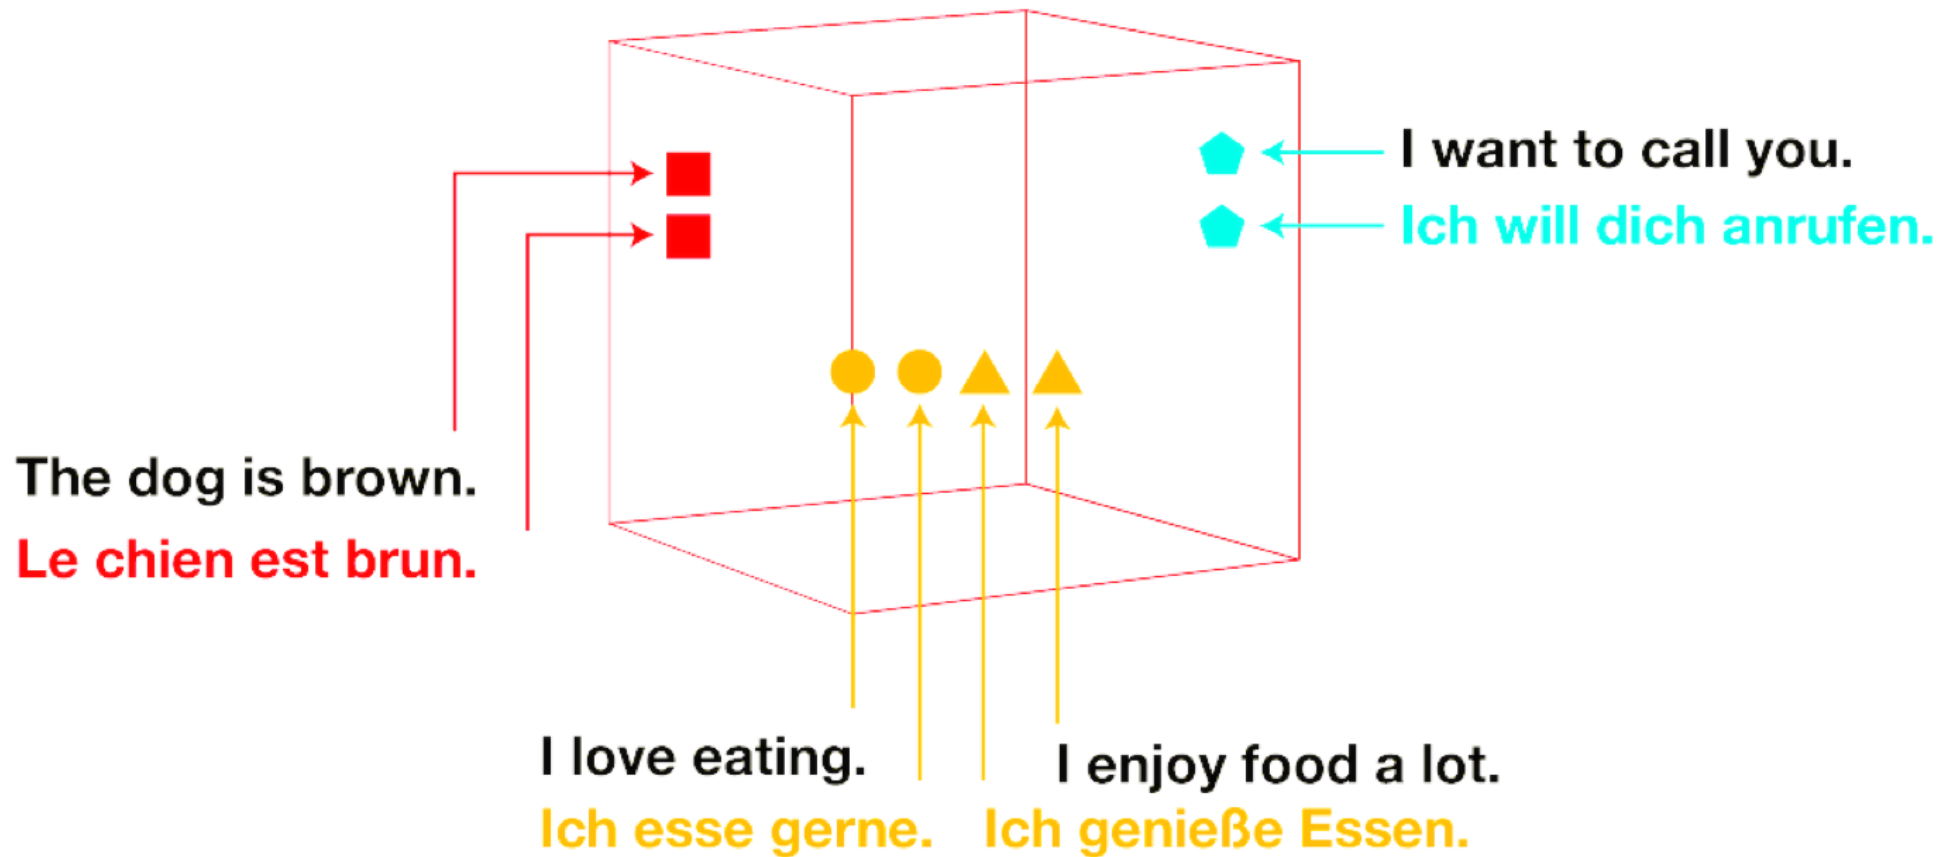 I want to call you.
Ich will dich anrufen.
The dog is brown.
Le chien est brun.
I love eating.
Ich esse gerne.
I enjoy food a lot.
Ich genieße Essen.